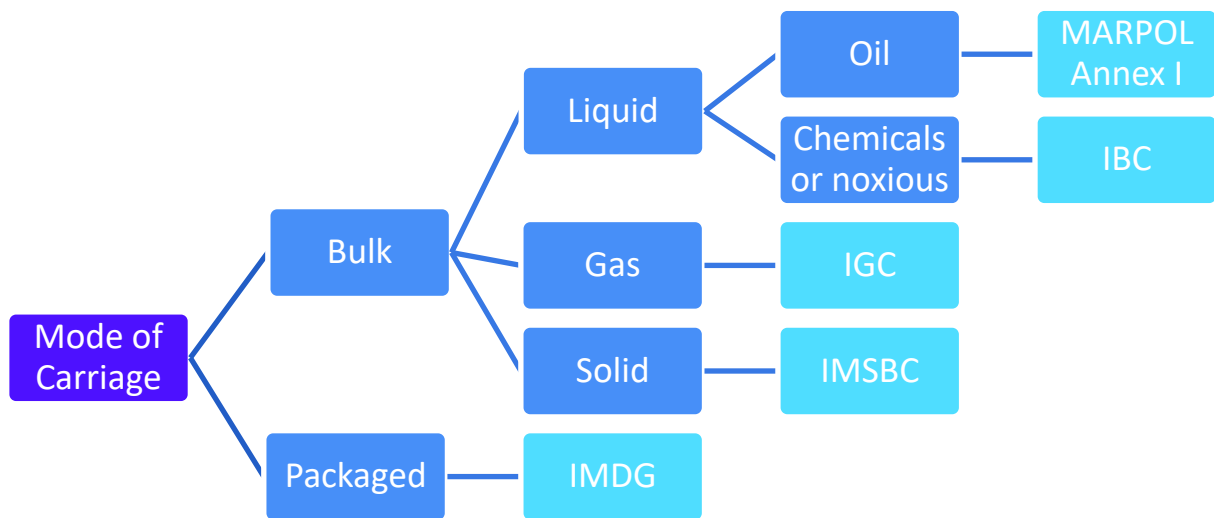 Mode of
Carriage
Bulk
Packaged
Liquid
Gas
Solid
IMDG
Oil
Chemicals
or noxious
IGC
IMSBC
MARPOL
Annex I
IBC